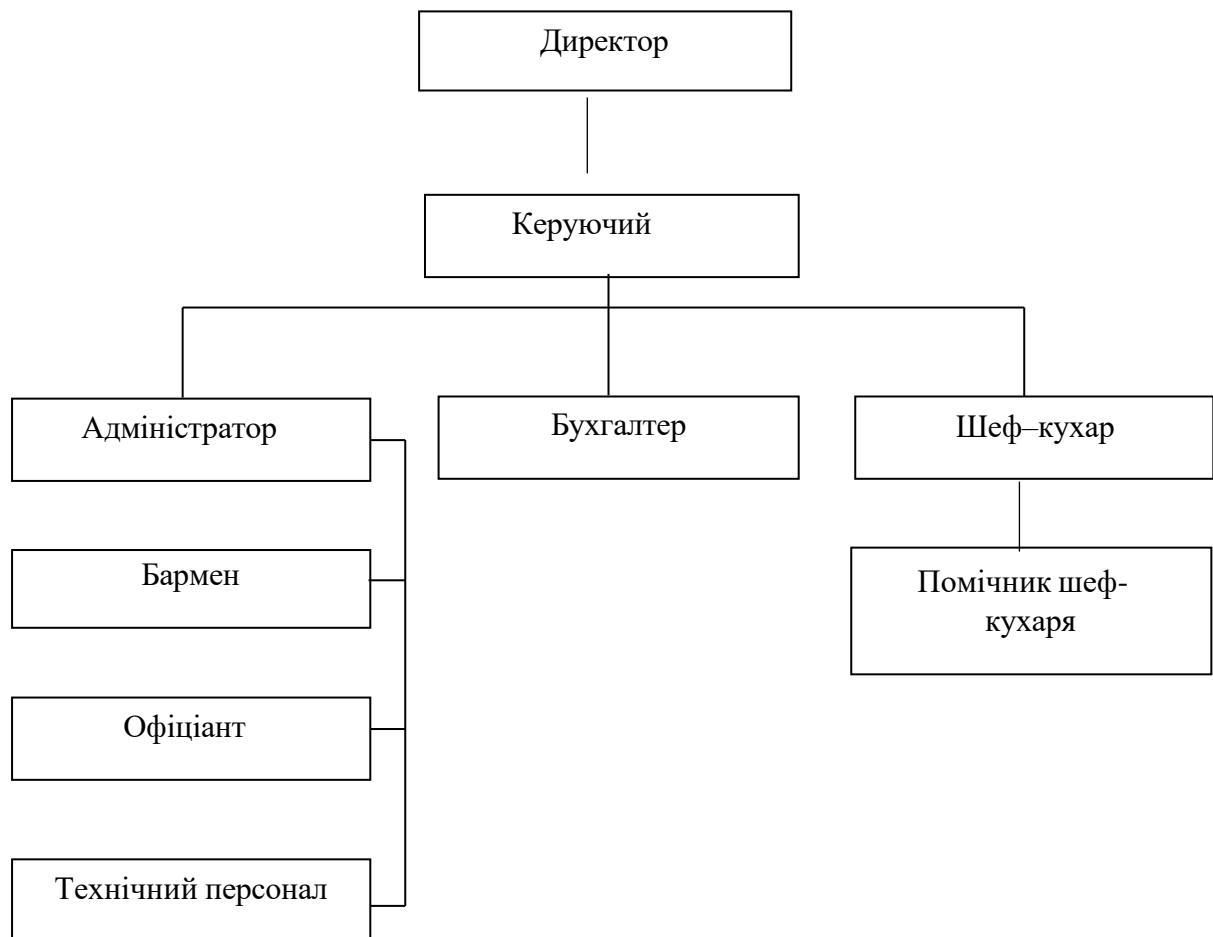 Директор
Керуючий
Адміністратор
Бухгалтер
Шеф–кухар
Бармен
Помічник шеф-
кухаря
Офіціант
Технічний персонал